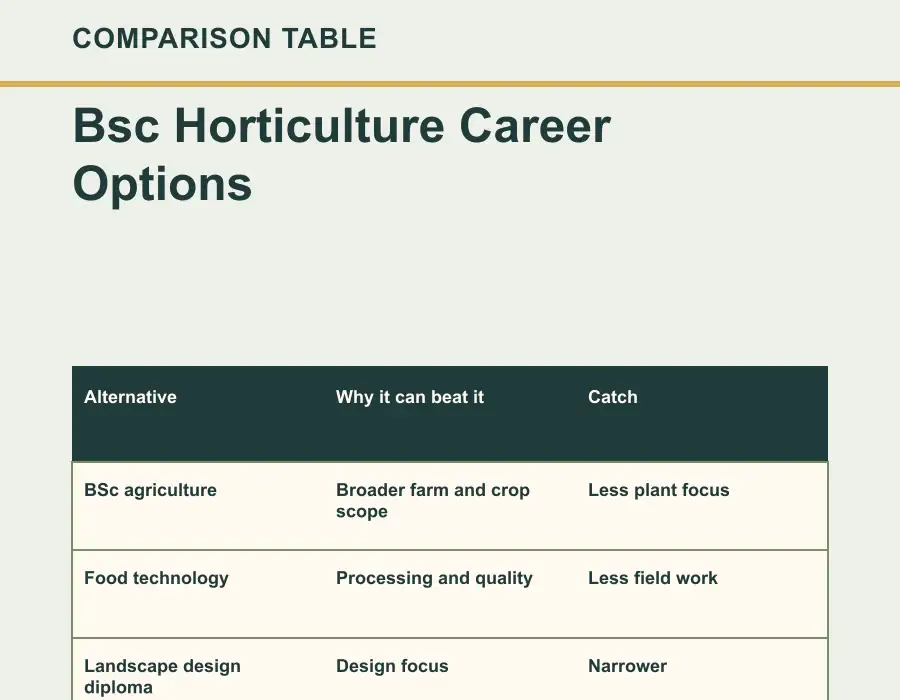 COMPARISON TABLE
Bsc Horticulture Career
Options
Alternative Why it can beat it Catch
BSc agriculture Broader farm and crop Less plant focus
scope
Food technology Processing and quality Less field work
Landscape design Design focus Narrower
diploma